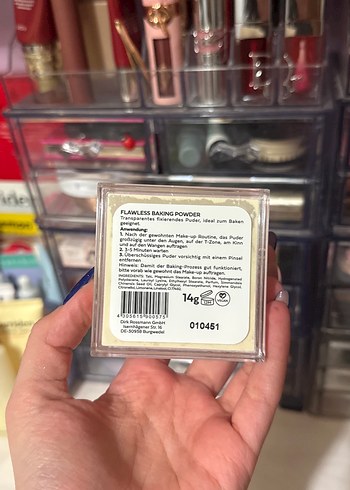 FLAWLESS BAKING POWDER
Transparentes fixierendes Puder, ideal zum Baken
geeignet.
Anwendung:
1. Nach der gewohnten Make-up-Routine, das Puder
großzügig unter den Augen, auf der T-Zone, am Kinn
und auf den Wangen auftragen
2. 3-5 Minuten warten
3. Überschüssiges Puder vorsichtig mit einem Pinsel
entfernen
Hinweis: Damit der Baking-Prozess gut funktioniert,
bitte vorab wie gewohnt das Make-up auftragen.
14g
Dirk Rossmann GmbH
Isernhägener Str. 16
DE-30938 Burgwedel
010451